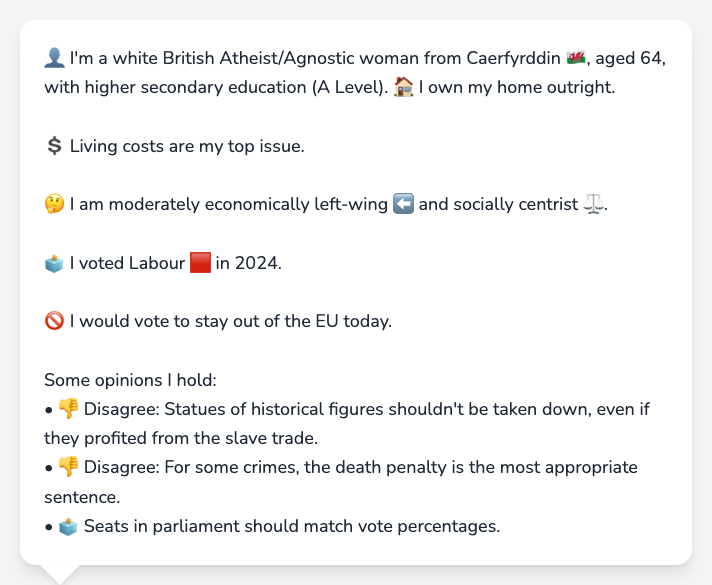 👤 I'm a white British Atheist/Agnostic woman from Caerfyrddin 🏴󠁧󠁢󠁷󠁬󠁳󠁿, aged 64,
with higher secondary education (A Level). 🏠 I own my home outright.
💲 Living costs are my top issue.
🤔 I am moderately economically left-wing ⬅️ and socially centrist ⚖️.
🗳️ I voted Labour 🟥 in 2024.
🚫 I would vote to stay out of the EU today.
Some opinions I hold:
• 👎 Disagree: Statues of historical figures shouldn't be taken down, even if
they profited from the slave trade.
• 👎 Disagree: For some crimes, the death penalty is the most appropriate
sentence.
• 🗳️ Seats in parliament should match vote percentages.